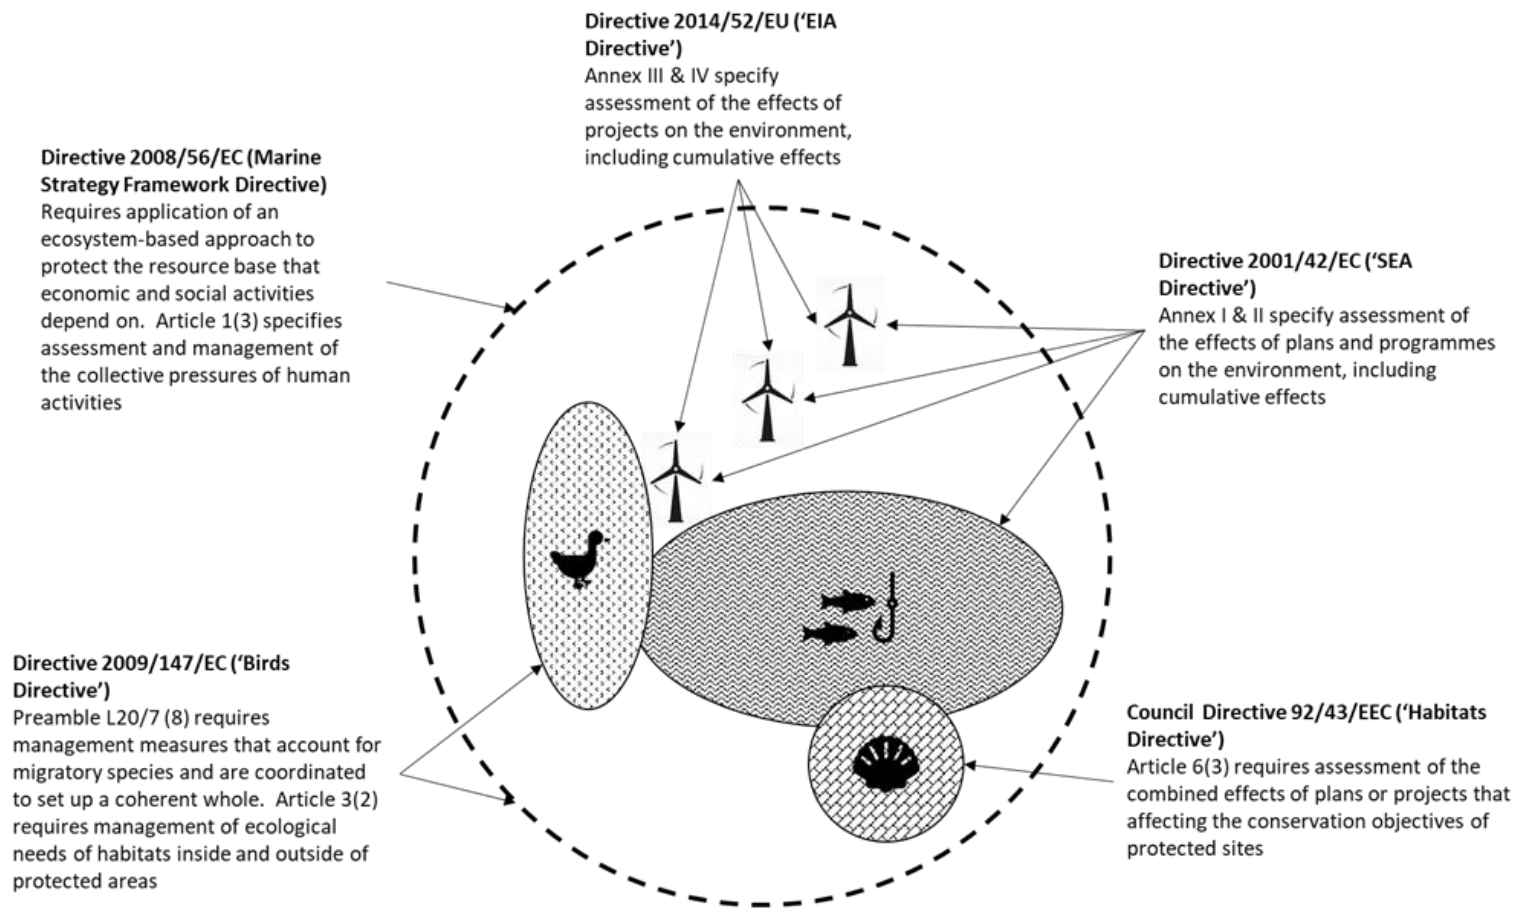 Directive 2014/52/EU (‘EIA
Directive’)
Annex III & IV specify
assessment of the effects of
projects on the environment,
including cumulative effects
Directive 2008/56/EC (Marine
Strategy Framework Directive)
Requires application of an
ecosystem-based approach to
protect the resource base that
economic and social activities
depend on.  Article 1(3) specifies
assessment and management of
the collective pressures of human
activities
Directive 2001/42/EC (‘SEA
Directive’)
Annex I & II specify assessment of
the effects of plans and programmes
on the environment, including
cumulative effects
Directive 2009/147/EC (‘Birds
Directive’)
Preamble L20/7 (8) requires
management measures that account for
migratory species and are coordinated
to set up a coherent whole.  Article 3(2)
requires management of ecological
needs of habitats inside and outside of
protected areas
Council  Directive 92/43/EEC (‘Habitats
Directive’)
Article 6(3) requires assessment of the
combined effects of plans or projects that
affecting the conservation objectives of
protected sites